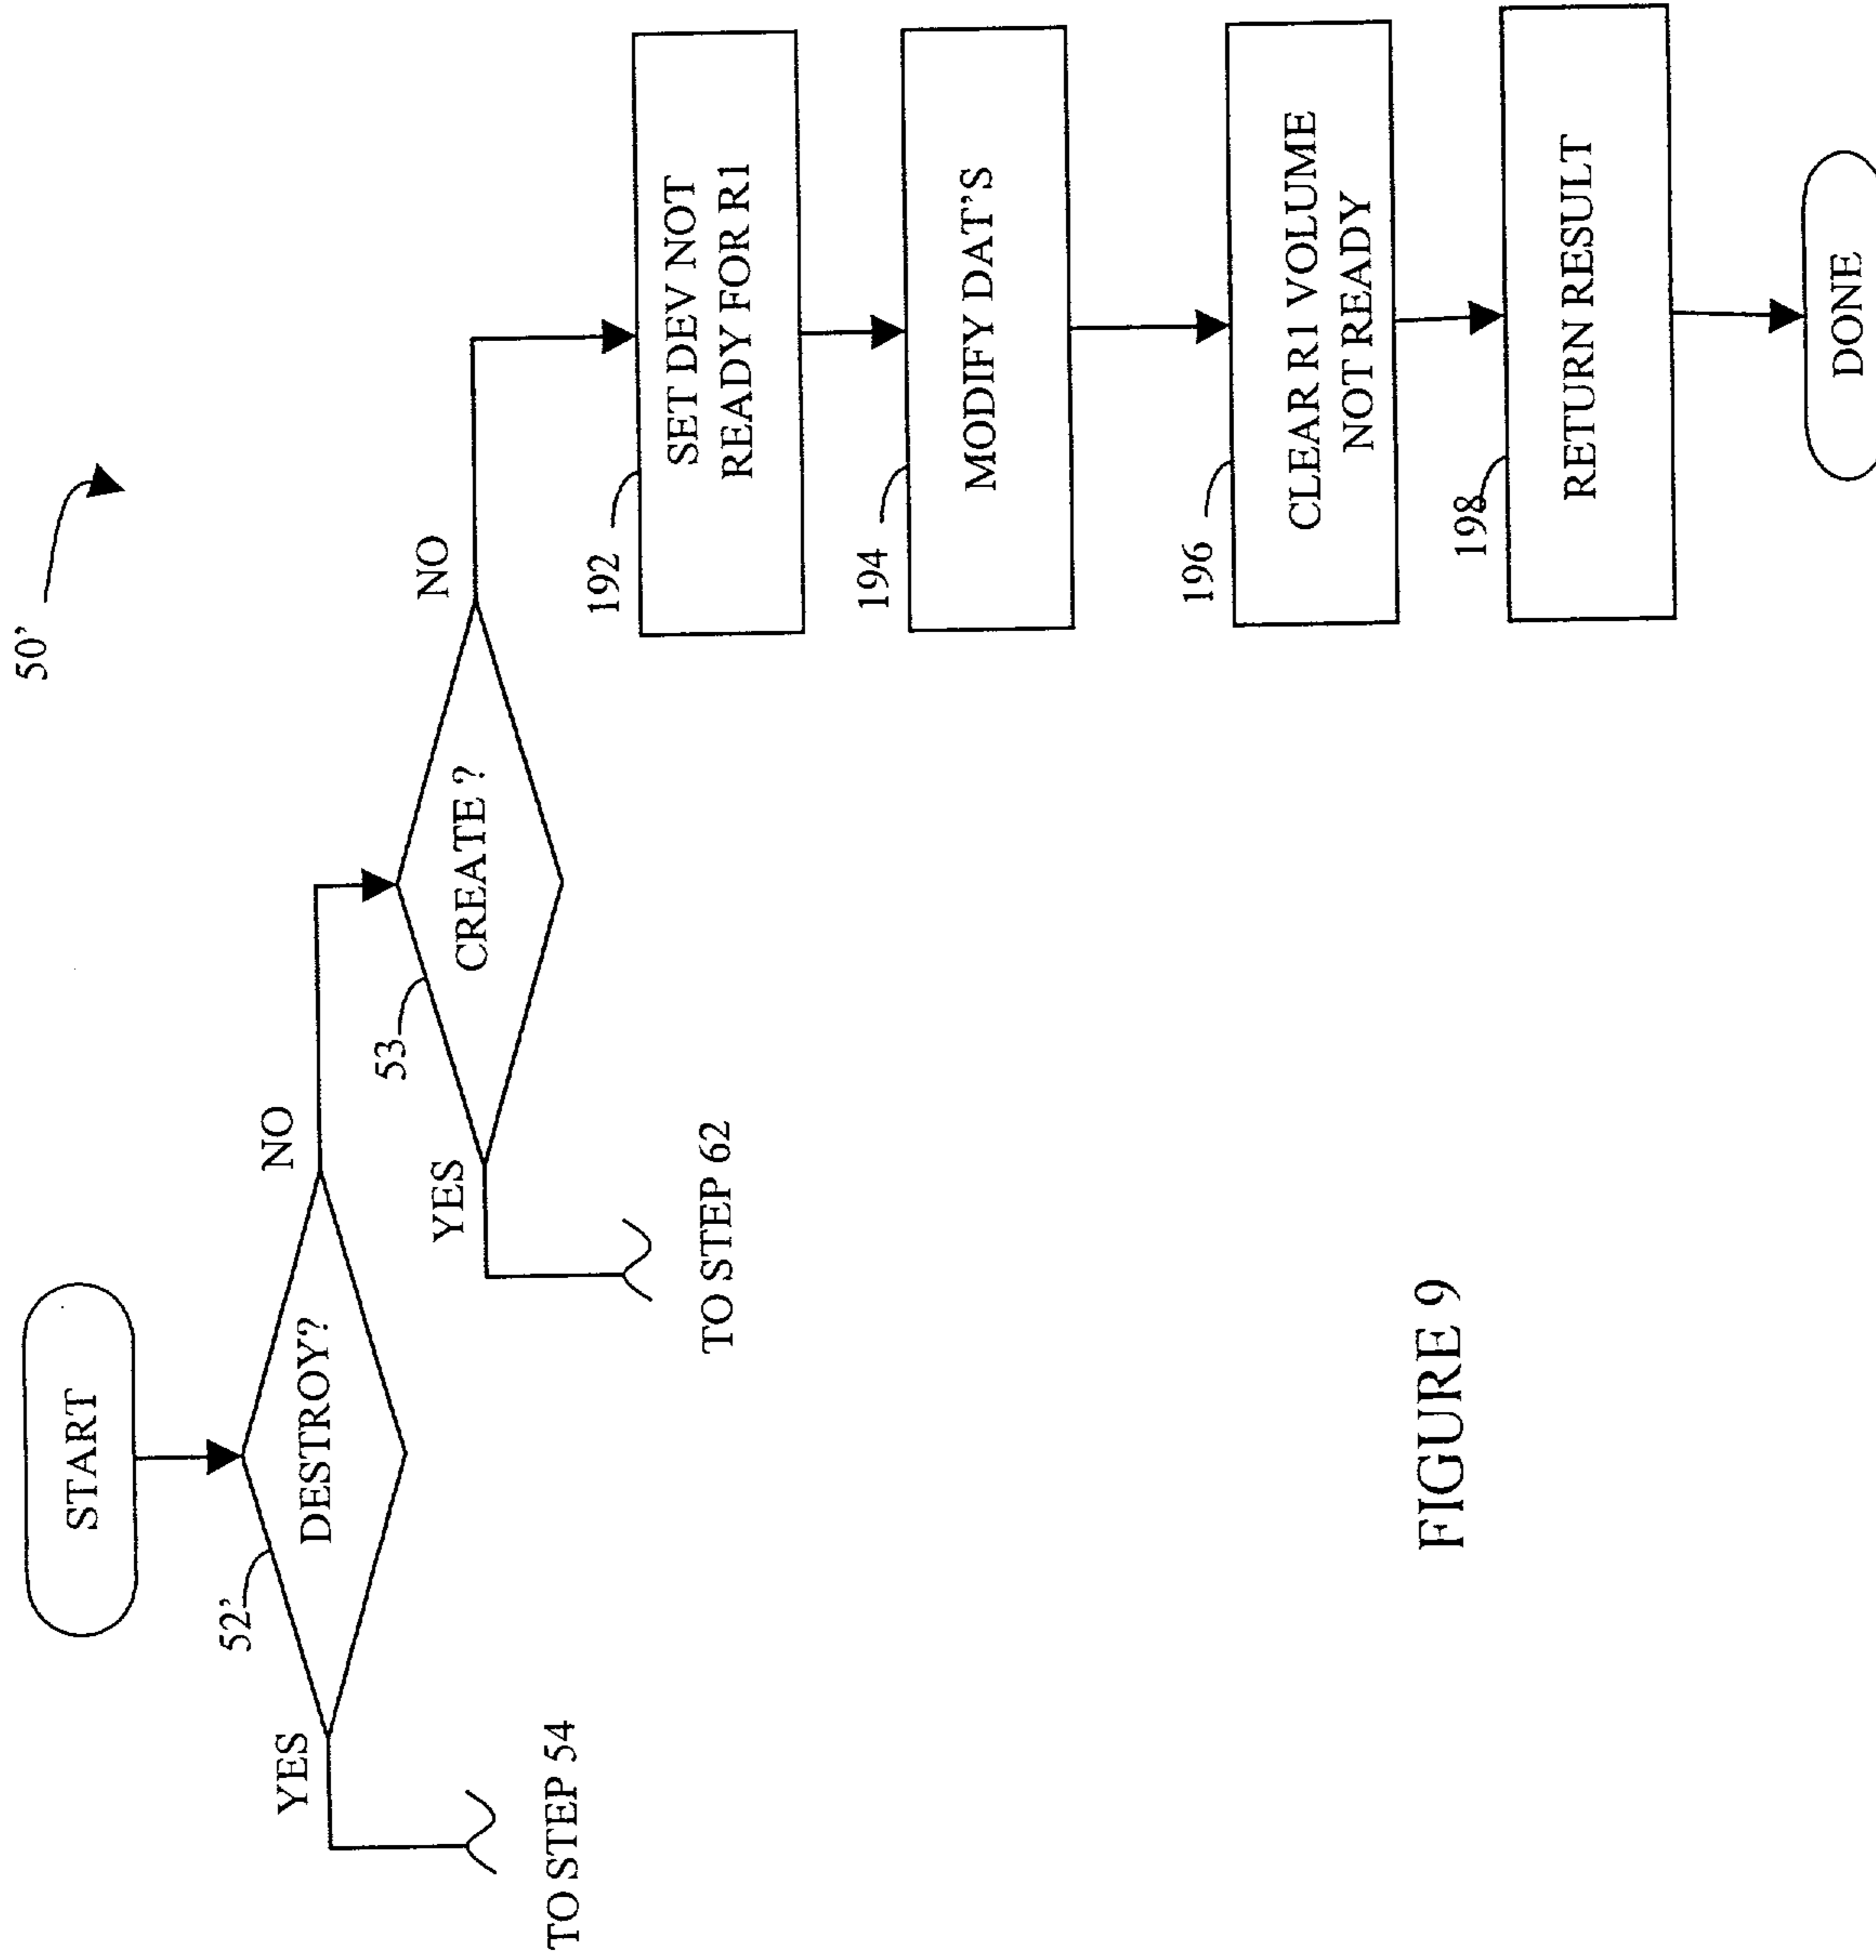 50'
START
52'
DESTROY?
YES
NO
TO STEP 54
53
CREATE ?
YES
NO
TO STEP 62
192
SET DEV NOT
READY FOR R1
194
MODIFY DAT'S
196
CLEAR R1 VOLUME
NOT READY
198
RETURN RESULT
DONE
FIGURE 9